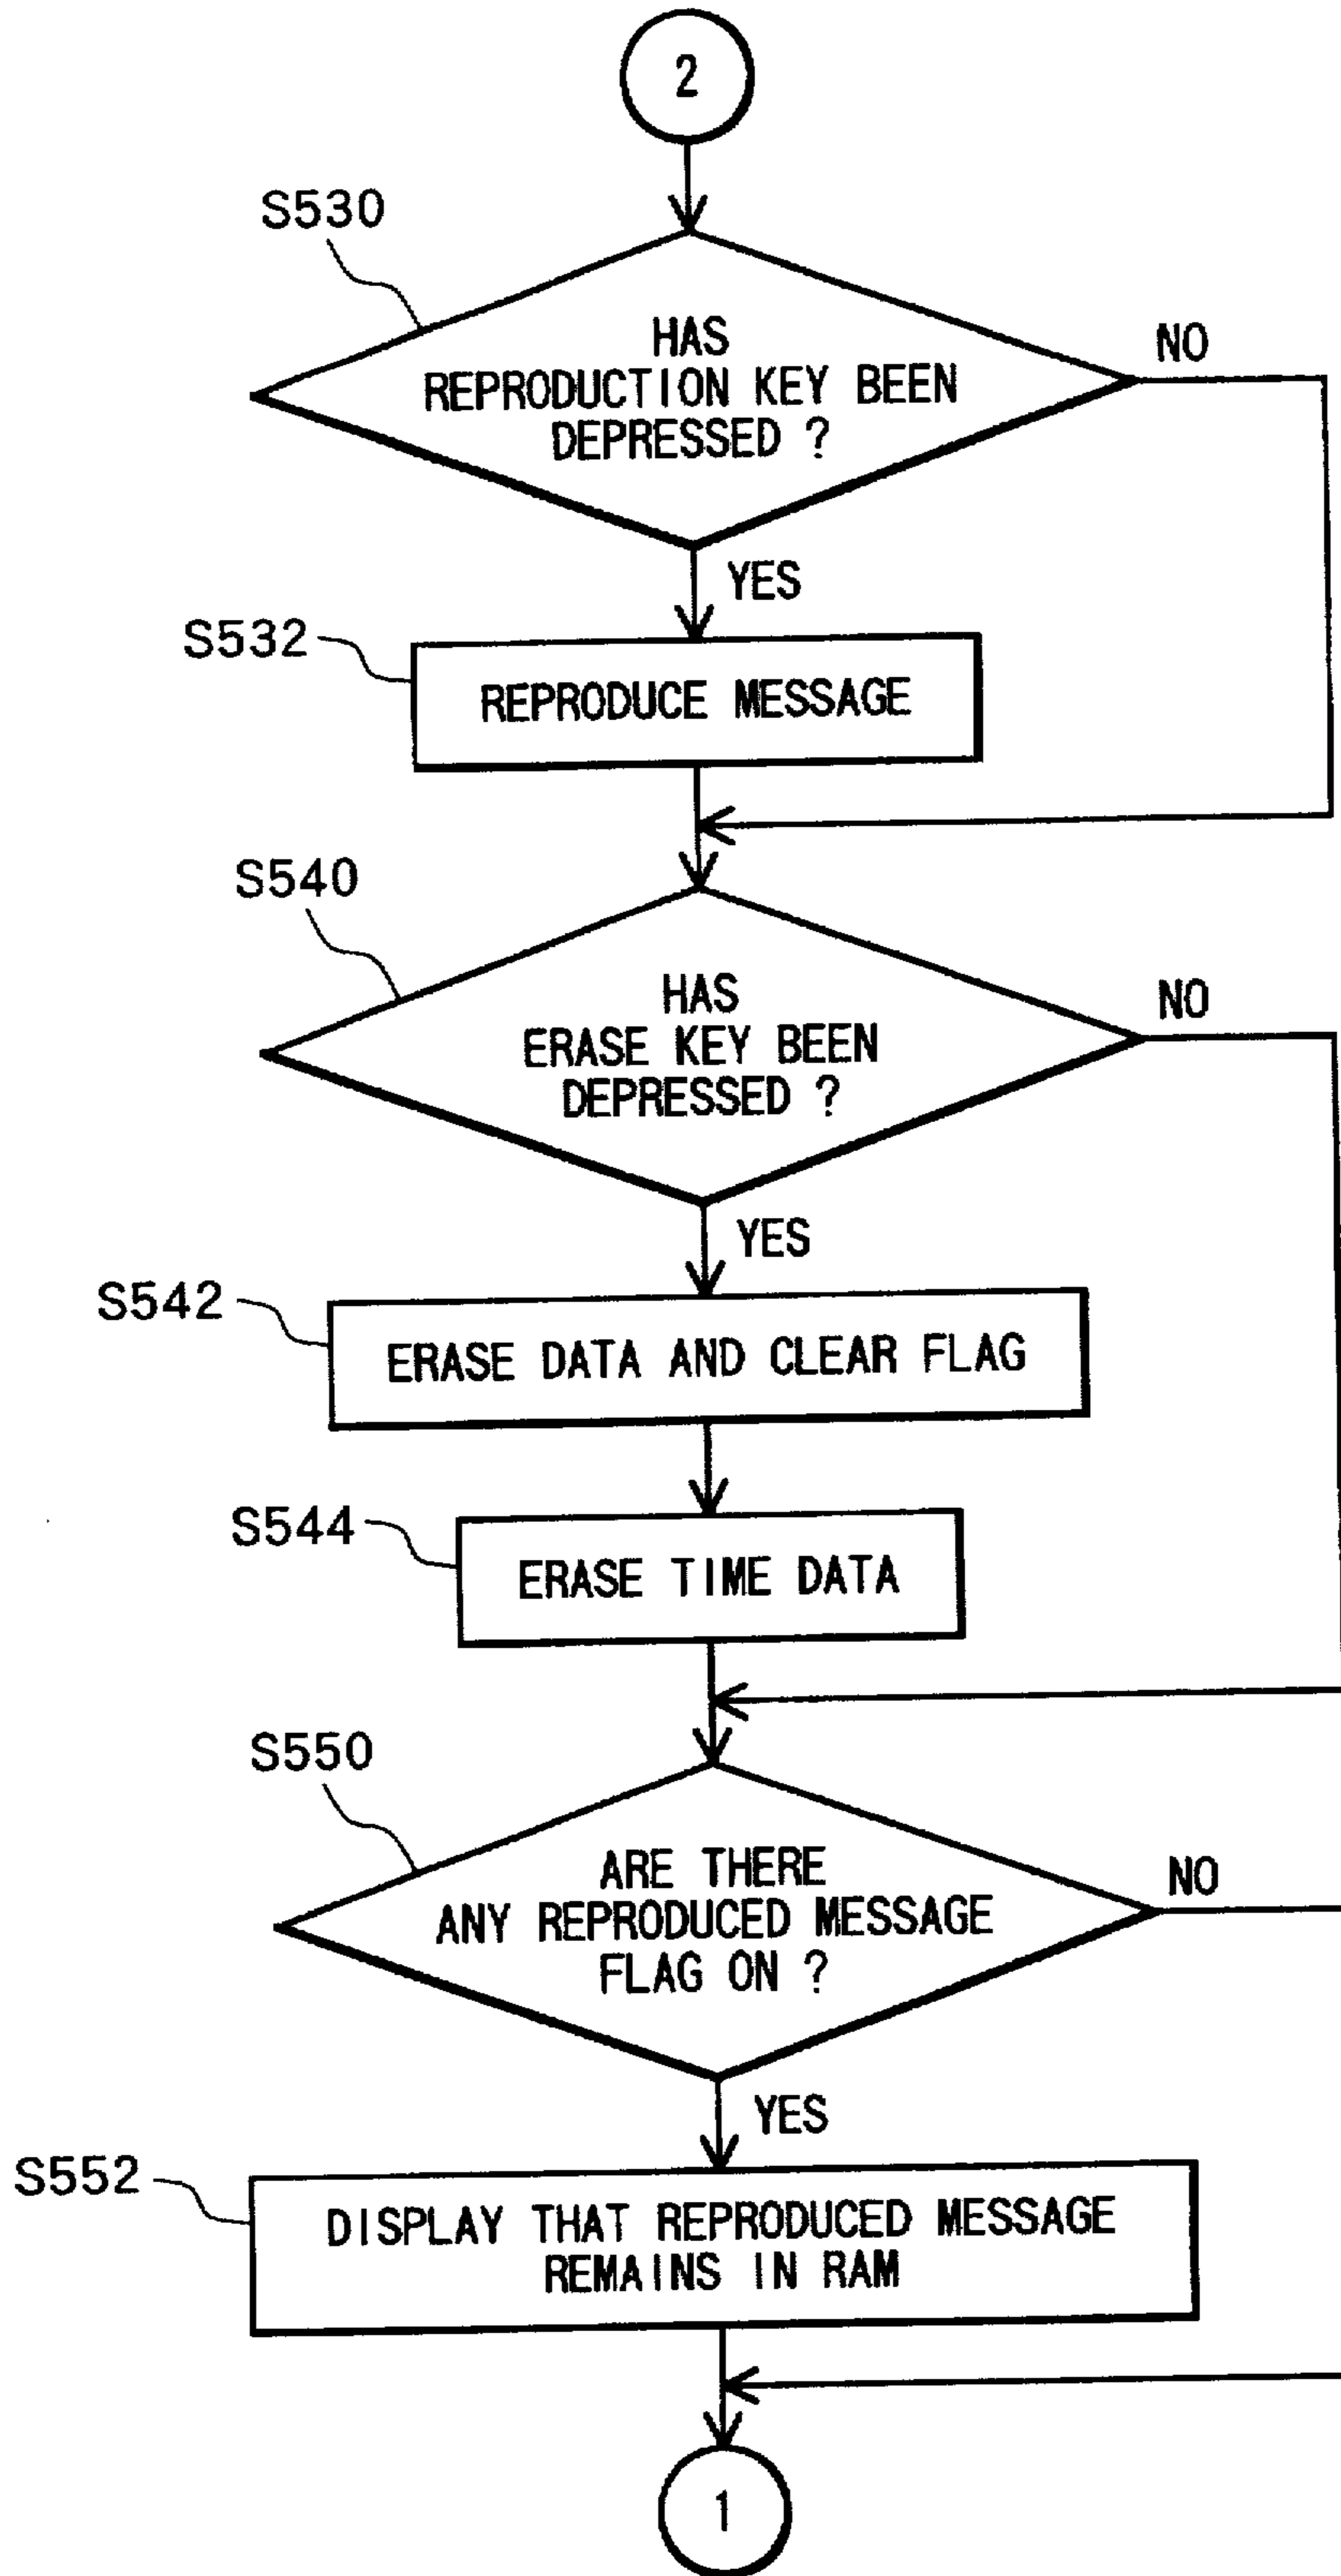 2
S530
HAS
REPRODUCTION KEY BEEN
DEPRESSED ?
NO
YES
S532
REPRODUCE MESSAGE
S540
HAS
ERASE KEY BEEN
DEPRESSED ?
NO
YES
S542
ERASE DATA AND CLEAR FLAG
S544
ERASE TIME DATA
S550
ARE THERE
ANY REPRODUCED MESSAGE
FLAG ON ?
NO
YES
S552
DISPLAY THAT REPRODUCED MESSAGE
REMAINS IN RAM
1